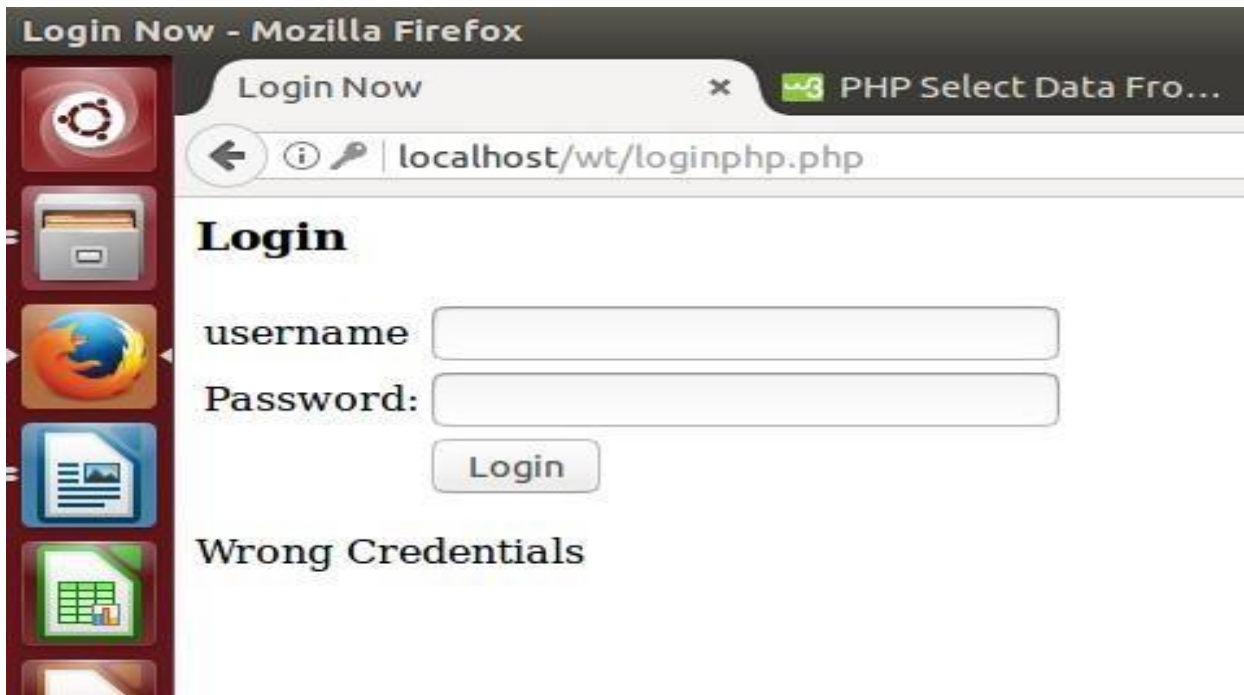 Login Now - Mozilla Firefox
Login Now PHP Select Data Fro...
localhost/wt/loginphp.php
Login
username
Password:
Login
Wrong Credentials